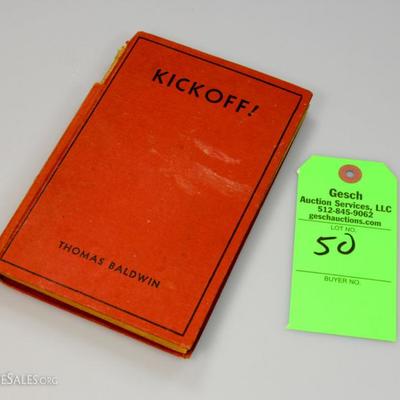 KICKOFF!
THOMAS BALDWIN
Gesch
Auction Services, LLC
512-845-9062
geschauctions.com
LOT NO.
50
BUYER NO.
eSales.org